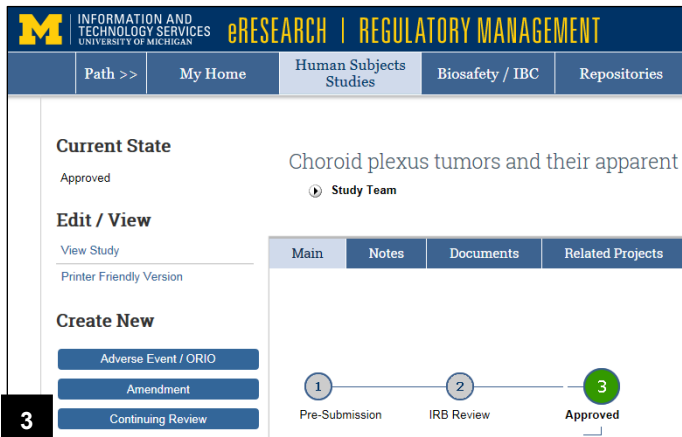 M
INFORMATION AND
TECHNOLOGY SERVICES
UNIVERSITY OF MICHIGAN
eRESEARCH | REGULATORY MANAGEMENT
Path >>
My Home
Human Subjects
Studies
Biosafety / IBC
Repositories
Current State
Approved
Edit / View
View Study
Printer Friendly Version
Create New
Adverse Event / ORIO
Amendment
Continuing Review
3
Choroid plexus tumors and their apparent
Study Team
Main
Notes
Documents
Related Projects
1
2
3
Pre-Submission
IRB Review
Approved